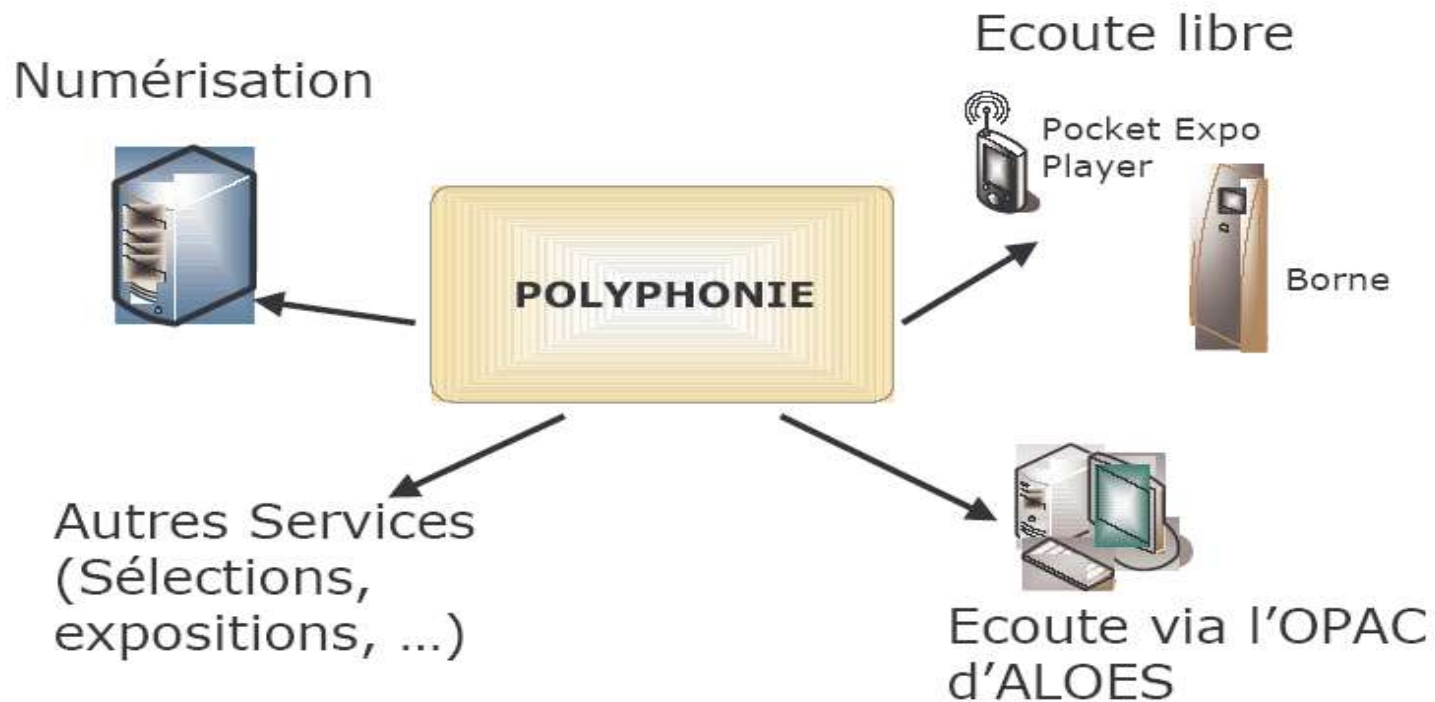 Numérisation
Ecoute libre
Pocket Expo
Player
Borne
POLYPHONIE
Autres Services
(Sélections,
expositions, ...)
Ecoute via l'OPAC
d'ALOES